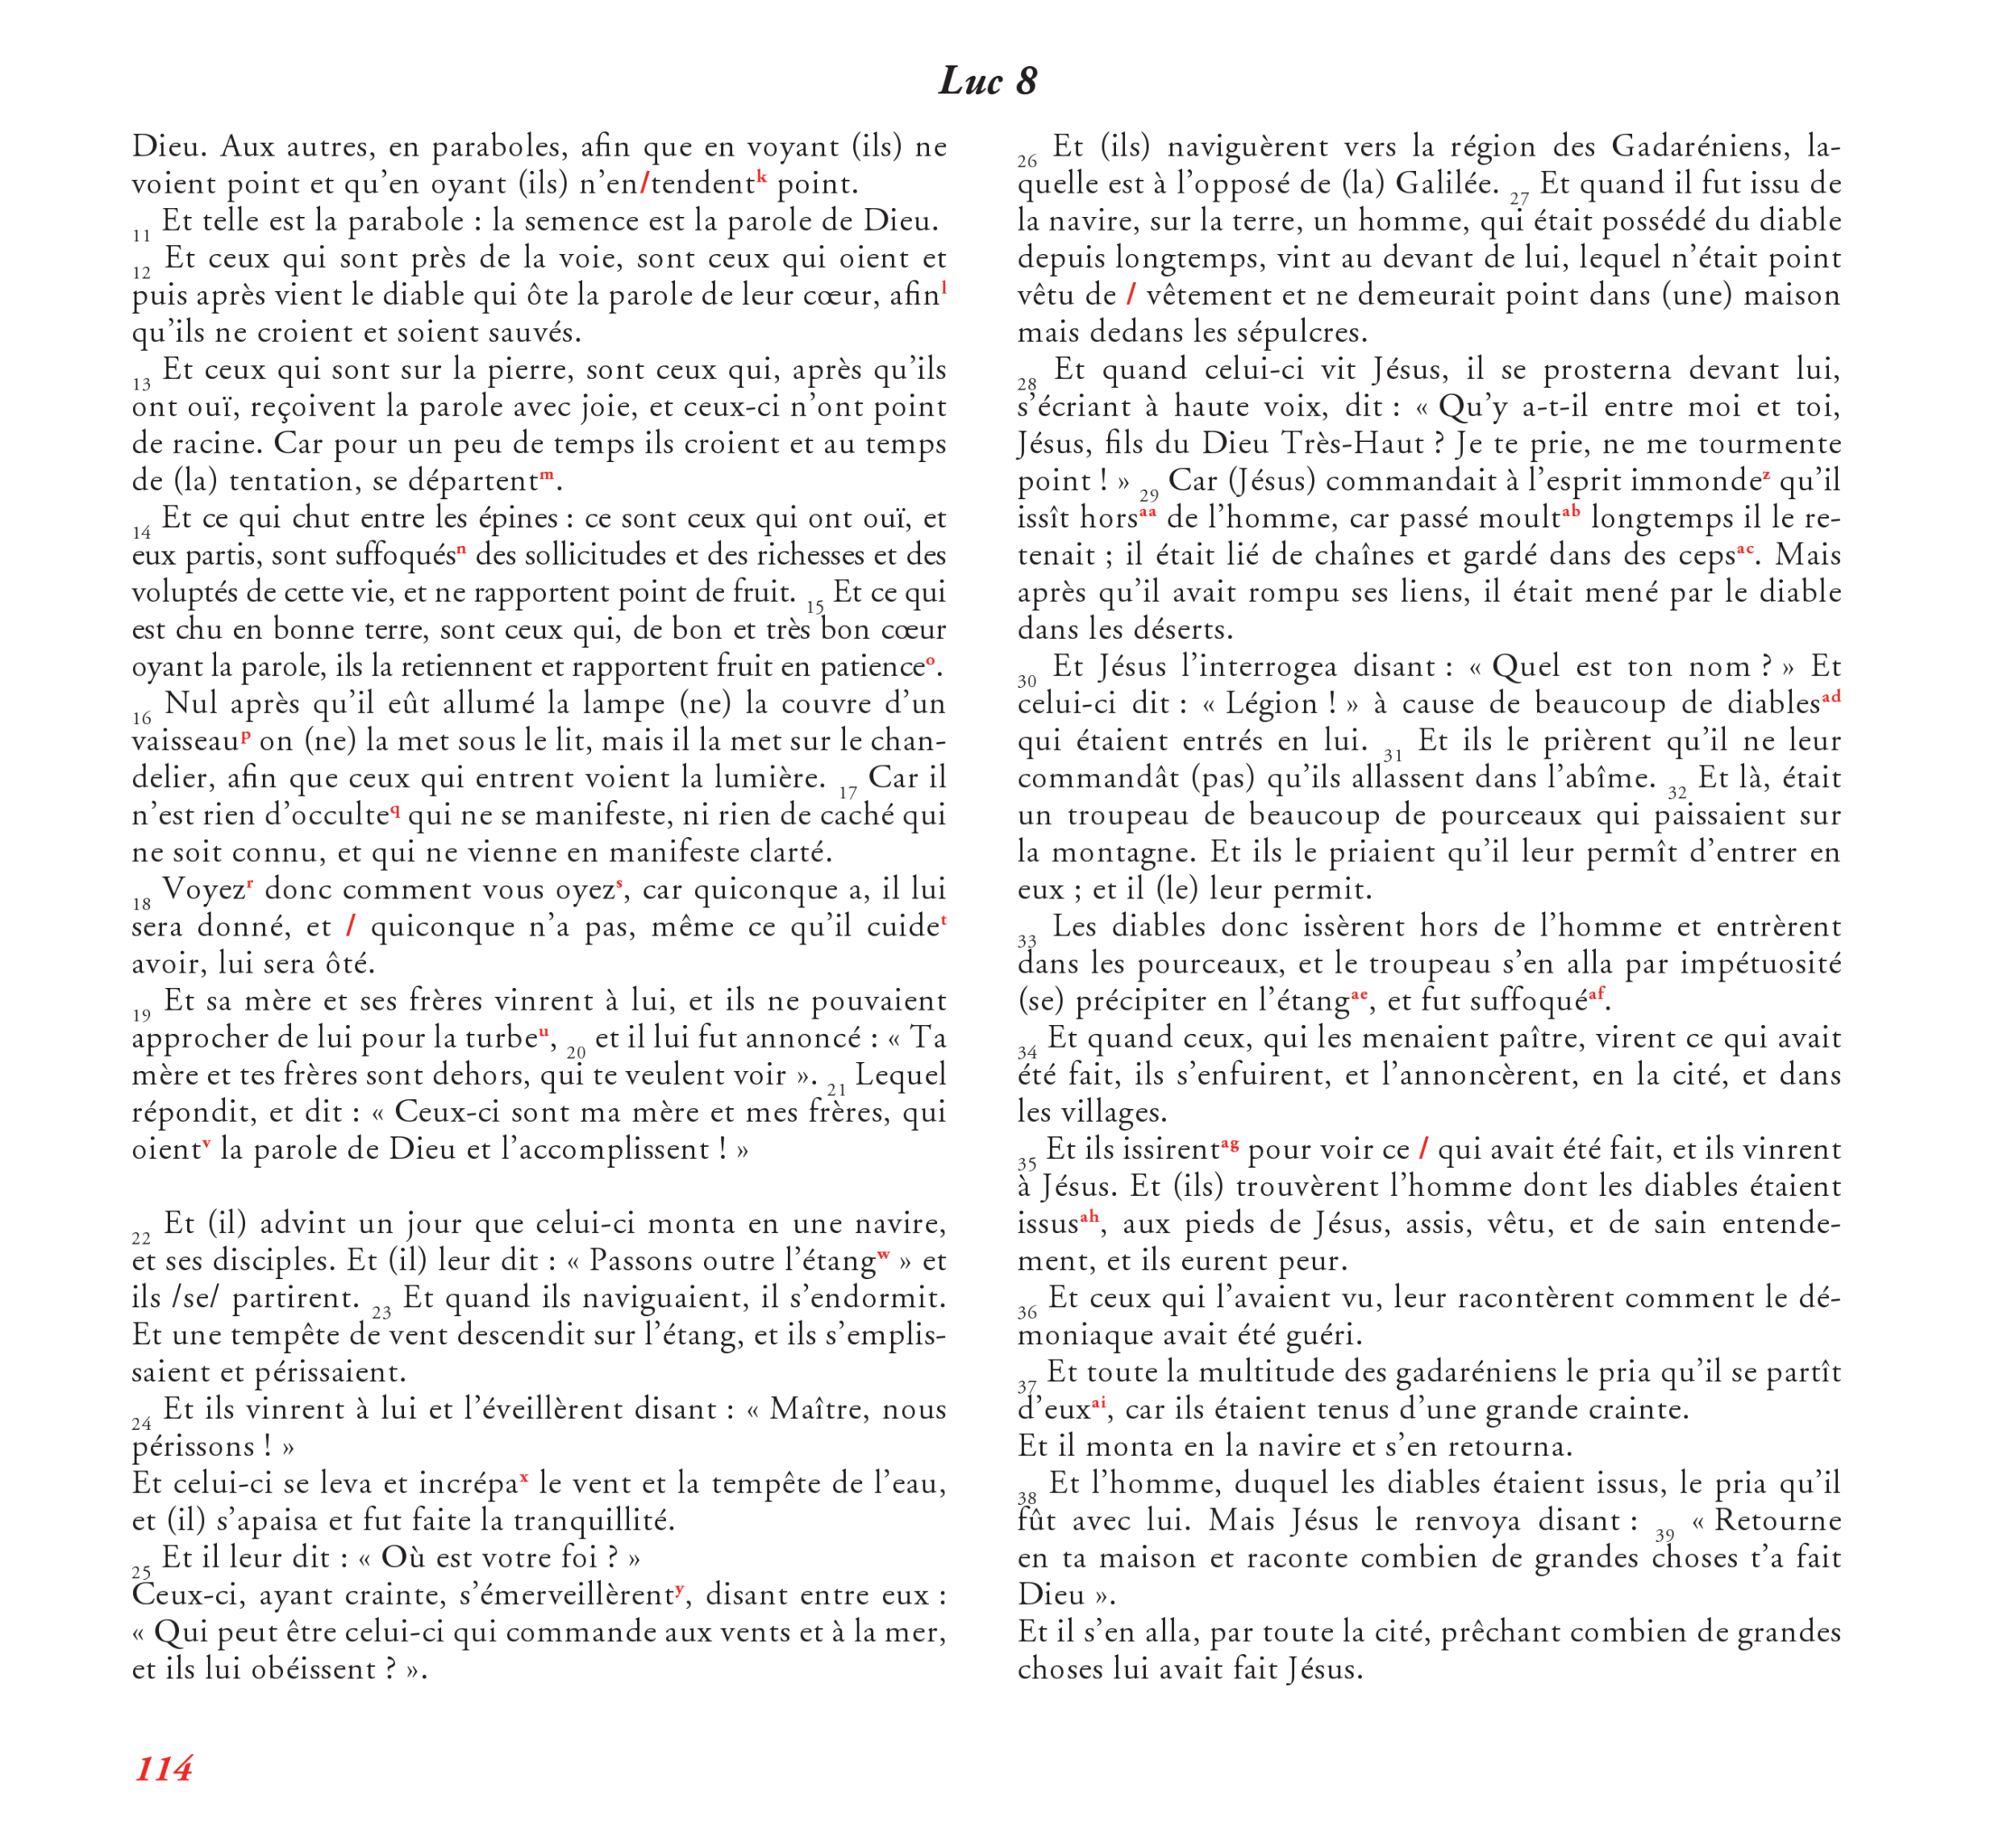 Luc 8
Dieu. Aux autres, en paraboles, afin que en voyant (ils) ne
voient point et qu’en oyant (ils) n’en/tendentk point.
11 Et telle est la parabole : la semence est la parole de Dieu.
12 Et ceux qui sont près de la voie, sont ceux qui oient et
puis après vient le diable qui ôte la parole de leur cœur, afinl
qu’ils ne croient et soient sauvés.
13 Et ceux qui sont sur la pierre, sont ceux qui, après qu’ils
ont ouï, reçoivent la parole avec joie, et ceux-ci n’ont point
de racine. Car pour un peu de temps ils croient et au temps
de (la) tentation, se départentm.
14 Et ce qui chut entre les épines : ce sont ceux qui ont ouï, et
eux partis, sont suffoquésn des sollicitudes et des richesses et des
voluptés de cette vie, et ne rapportent point de fruit. 15 Et ce qui
est chu en bonne terre, sont ceux qui, de bon et très bon cœur
oyant la parole, ils la retiennent et rapportent fruit en patienceo.
16 Nul après qu’il eût allumé la lampe (ne) la couvre d’un
vaisseaup on (ne) la met sous le lit, mais il la met sur le chan-
delier, afin que ceux qui entrent voient la lumière. 17 Car il
n’est rien d’occulteq qui ne se manifeste, ni rien de caché qui
ne soit connu, et qui ne vienne en manifeste clarté.
18 Voyezr donc comment vous oyezs, car quiconque a, il lui
sera donné, et / quiconque n’a pas, même ce qu’il cuidet
avoir, lui sera ôté.
19 Et sa mère et ses frères vinrent à lui, et ils ne pouvaient
approcher de lui pour la turbeu, 20 et il lui fut annoncé : « Ta
mère et tes frères sont dehors, qui te veulent voir ». 21 Lequel
répondit, et dit : « Ceux-ci sont ma mère et mes frères, qui
oientv la parole de Dieu et l’accomplissent ! »
22 Et (il) advint un jour que celui-ci monta en une navire,
et ses disciples. Et (il) leur dit : « Passons outre l’étangw » et
ils /se/ partirent. 23 Et quand ils naviguaient, il s’endormit.
Et une tempête de vent descendit sur l’étang, et ils s’emplis-
saient et périssaient.
24 Et ils vinrent à lui et l’éveillèrent disant : « Maître, nous
périssons ! »
Et celui-ci se leva et incrépax le vent et la tempête de l’eau,
et (il) s’apaisa et fut faite la tranquillité.
25 Et il leur dit : « Où est votre foi ? »
Ceux-ci, ayant crainte, s’émerveillèrenty, disant entre eux :
« Qui peut être celui-ci qui commande aux vents et à la mer,
et ils lui obéissent ? ».
26 Et (ils) naviguèrent vers la région des Gadaréniens, la-
quelle est à l’opposé de (la) Galilée. 27 Et quand il fut issu de
la navire, sur la terre, un homme, qui était possédé du diable
depuis longtemps, vint au devant de lui, lequel n’était point
vêtu de / vêtement et ne demeurait point dans (une) maison
mais dedans les sépulcres.
28 Et quand celui-ci vit Jésus, il se prosterna devant lui,
s’écriant à haute voix, dit : « Qu’y a-t-il entre moi et toi,
Jésus, fils du Dieu Très-Haut ? Je te prie, ne me tourmente
point ! » 29 Car (Jésus) commandait à l’esprit immondez qu’il
issît horsaa de l’homme, car passé moultab longtemps il le re-
tenait ; il était lié de chaînes et gardé dans des cepsac. Mais
après qu’il avait rompu ses liens, il était mené par le diable
dans les déserts.
30 Et Jésus l’interrogea disant : « Quel est ton nom ? » Et
celui-ci dit : « Légion ! » à cause de beaucoup de diablesad
qui étaient entrés en lui. 31 Et ils le prièrent qu’il ne leur
commandât (pas) qu’ils allassent dans l’abîme. 32 Et là, était
un troupeau de beaucoup de pourceaux qui paissaient sur
la montagne. Et ils le priaient qu’il leur permît d’entrer en
eux ; et il (le) leur permit.
33 Les diables donc issèrent hors de l’homme et entrèrent
dans les pourceaux, et le troupeau s’en alla par impétuosité
(se) précipiter en l’étangae, et fut suffoquéaf.
34 Et quand ceux, qui les menaient paître, virent ce qui avait
été fait, ils s’enfuirent, et l’annoncèrent, en la cité, et dans
les villages.
35 Et ils issirentag pour voir ce / qui avait été fait, et ils vinrent
à Jésus. Et (ils) trouvèrent l’homme dont les diables étaient
issusah, aux pieds de Jésus, assis, vêtu, et de sain entende-
ment, et ils eurent peur.
36 Et ceux qui l’avaient vu, leur racontèrent comment le dé-
moniaque avait été guéri.
37 Et toute la multitude des gadaréniens le pria qu’il se partît
d’euxai, car ils étaient tenus d’une grande crainte.
Et il monta en la navire et s’en retourna.
38 Et l’homme, duquel les diables étaient issus, le pria qu’il
fût avec lui. Mais Jésus le renvoya disant : 39 « Retourne
en ta maison et raconte combien de grandes choses t’a fait
Dieu ».
Et il s’en alla, par toute la cité, prêchant combien de grandes
choses lui avait fait Jésus.
114